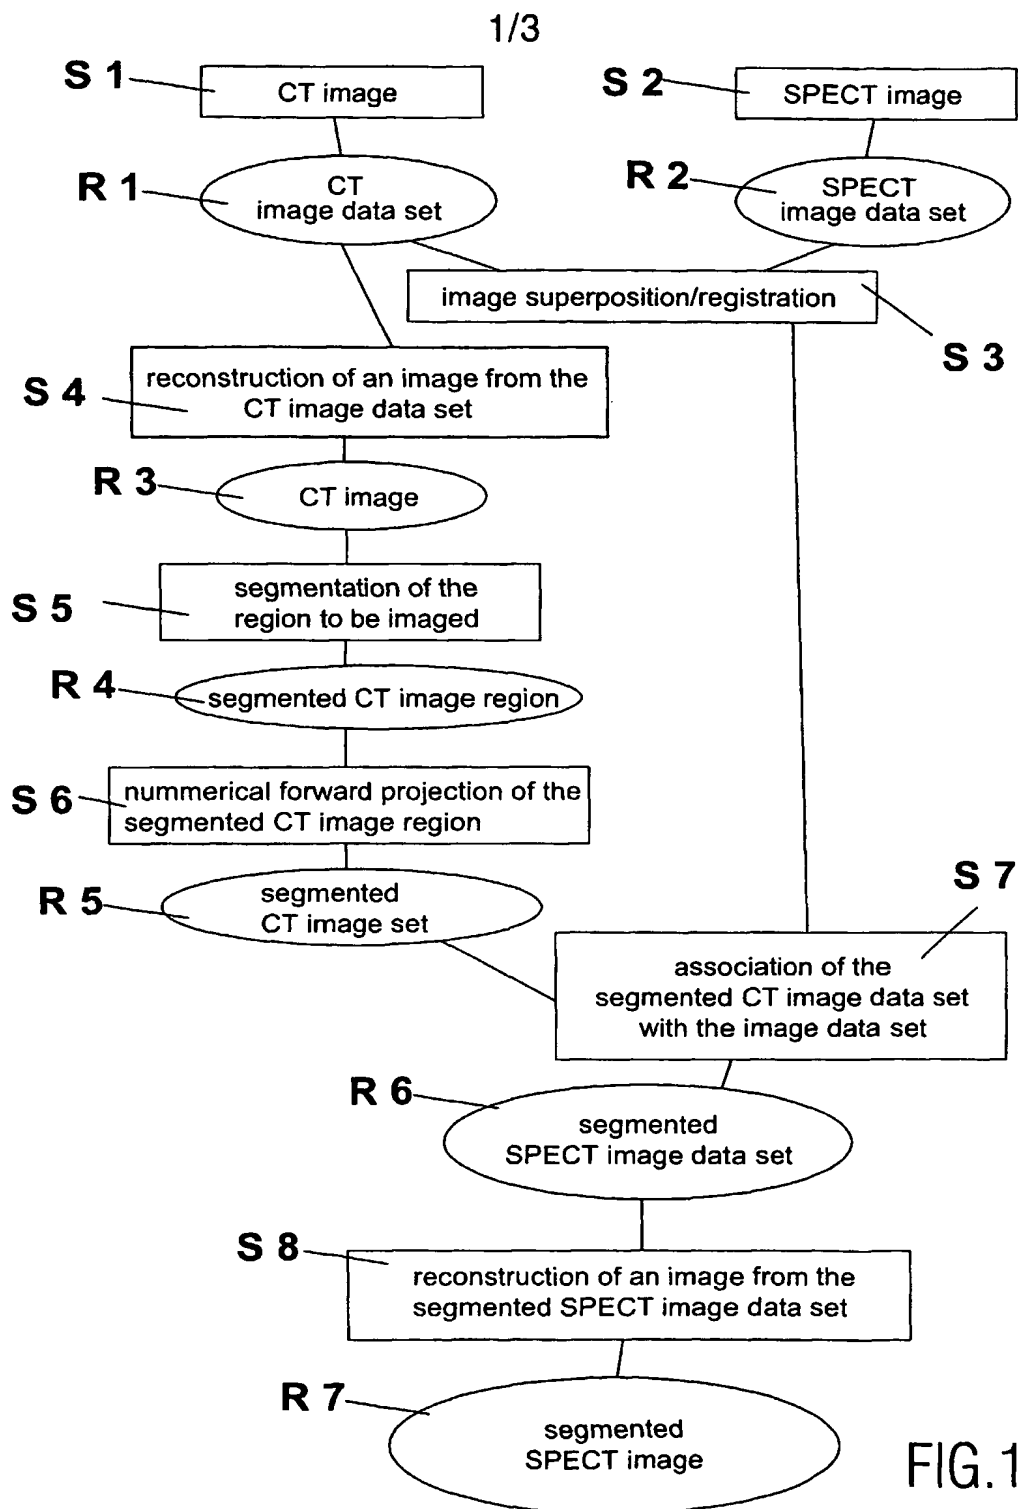 1/3
S 1
CT image
S 2
SPECT image
R 1
CT
image data set
R 2
SPECT
image data set
image superposition/registration
S 3
S 4
reconstruction of an image from the
CT image data set
R 3
CT image
S 5
segmentation of the
region to be imaged
R 4
segmented CT image region
S 6
nummerical forward projection of the
segmented CT image region
R 5
segmented
CT image set
S 7
association of the
segmented CT image data set
with the image data set
R 6
segmented
SPECT image data set
S 8
reconstruction of an image from the
segmented SPECT image data set
R 7
segmented
SPECT image
FIG.1